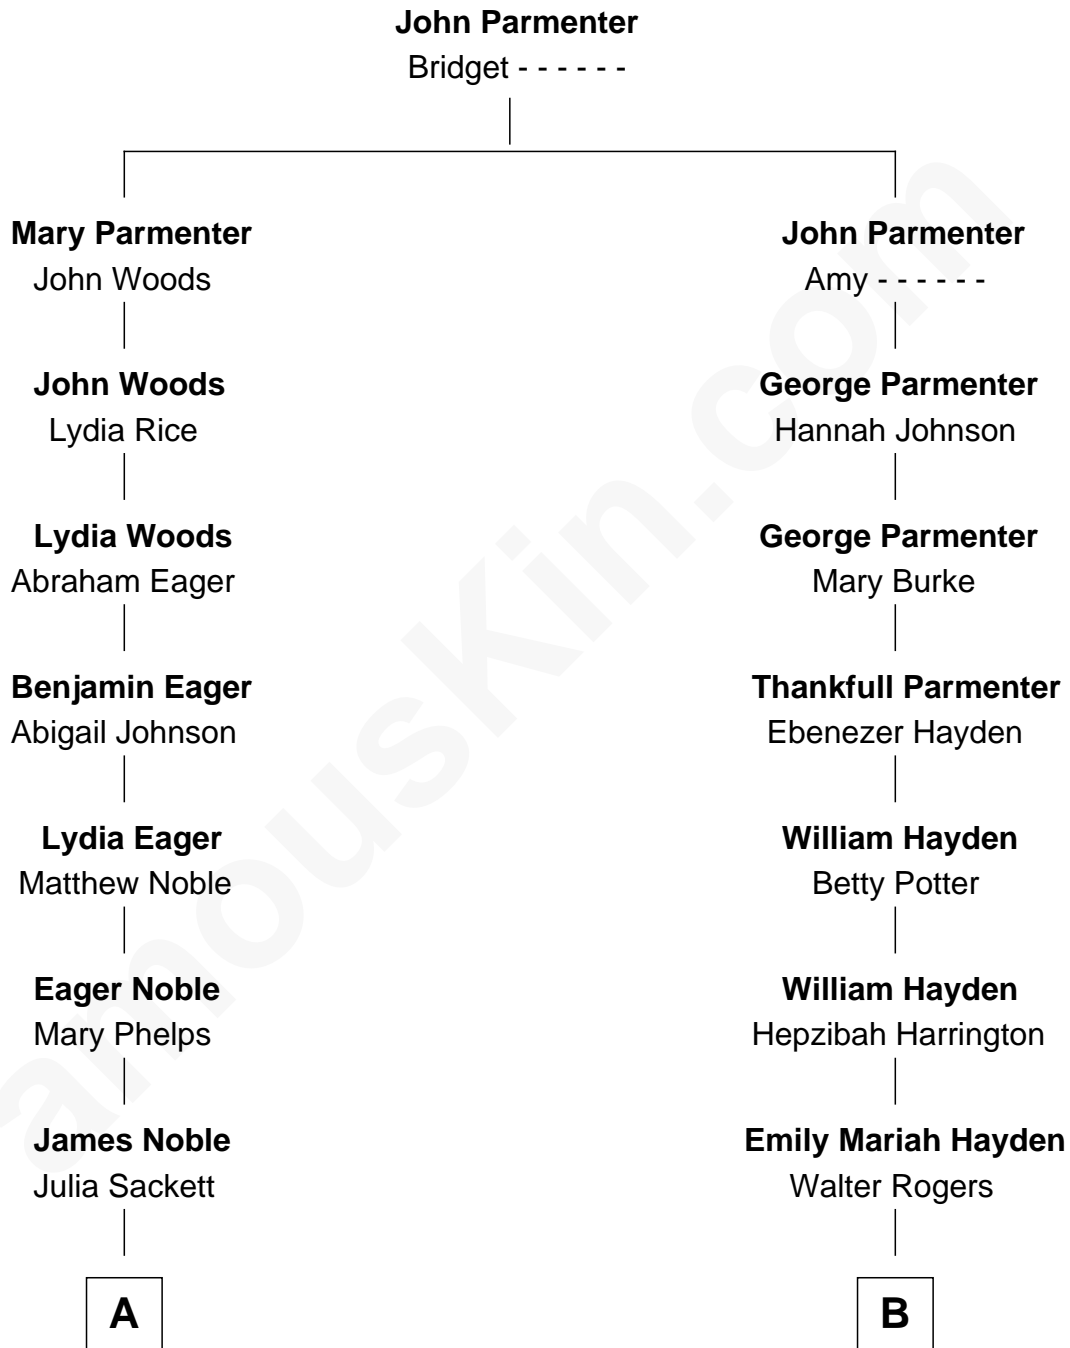 John Parmenter
Bridget - - - - - -
Mary Parmenter
John Woods
John Parmenter
Amy - - - - - -
John Woods
Lydia Rice
George Parmenter
Hannah Johnson
Lydia Woods
Abraham Eager
George Parmenter
Mary Burke
Benjamin Eager
Abigail Johnson
Thankfull Parmenter
Ebenezer Hayden
Lydia Eager
Matthew Noble
William Hayden
Betty Potter
Eager Noble
Mary Phelps
William Hayden
Hepzibah Harrington
James Noble
Julia Sackett
Emily Mariah Hayden
Walter Rogers
A
B
amousKin.com